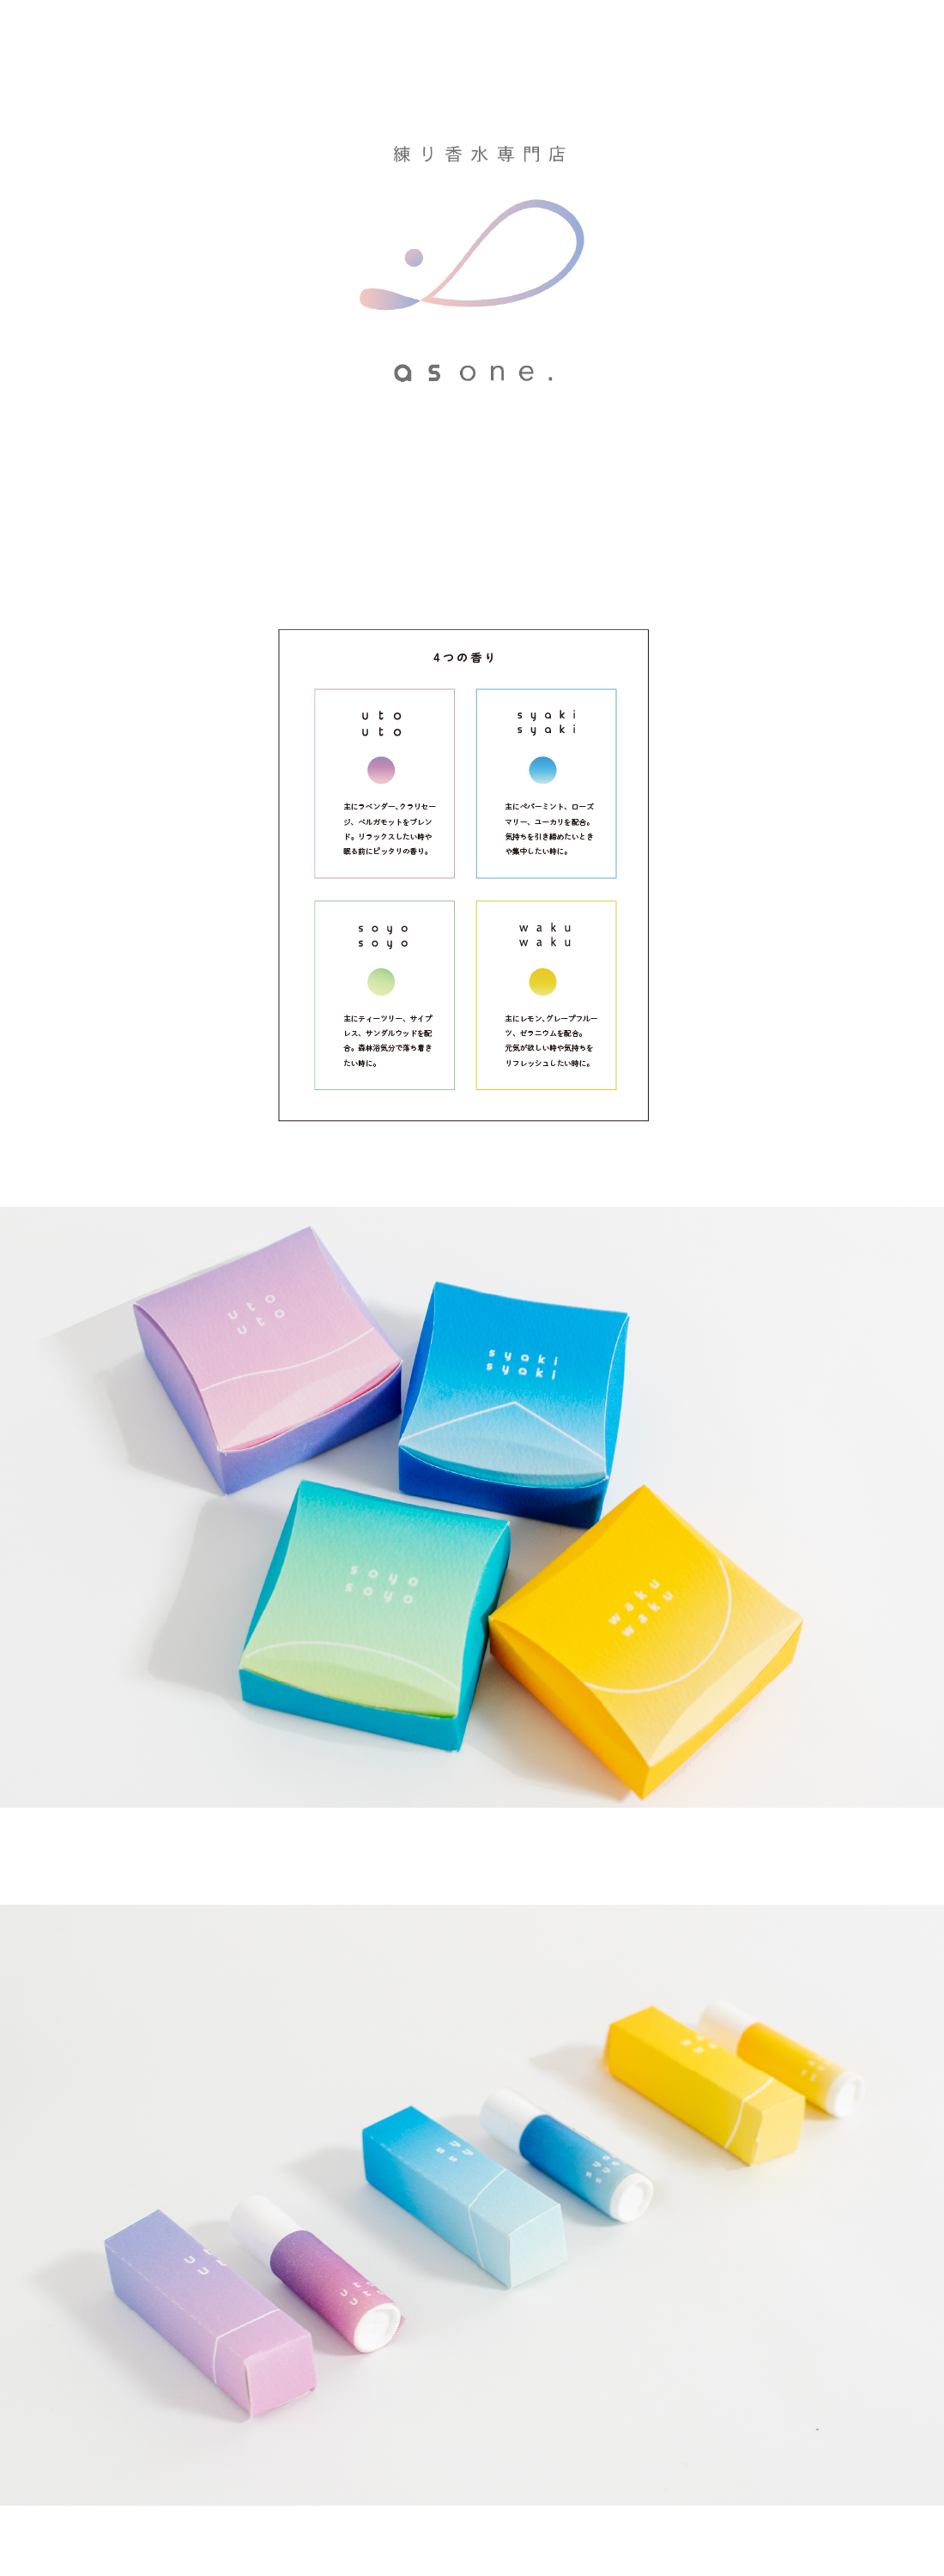 練り香水専門店
as one.
4つの香り
uto
uto
主にラベンダー､クラリセー
ジ、ベルガモットをブレン
ド。リラックスしたい時や
眠る前にピッタリの香り。
syaki
syaki
主にペパーミント、ローズ
マリー、ユーカリを配合。
気持ちを引き締めたいとき
や集中したい時に。
soyo
soyo
主にティーツリー、サイプ
レス、サンダルウッドを配
合。森林浴気分で落ち着き
たい時に。
waku
waku
主にレモン､グレープフルー
ツ、ゼラニウムを配合。
元気が欲しい時や気持ちを
リフレッシュしたい時に。
uto
uto
syaki
syaki
soyo
soyo
waku
waku